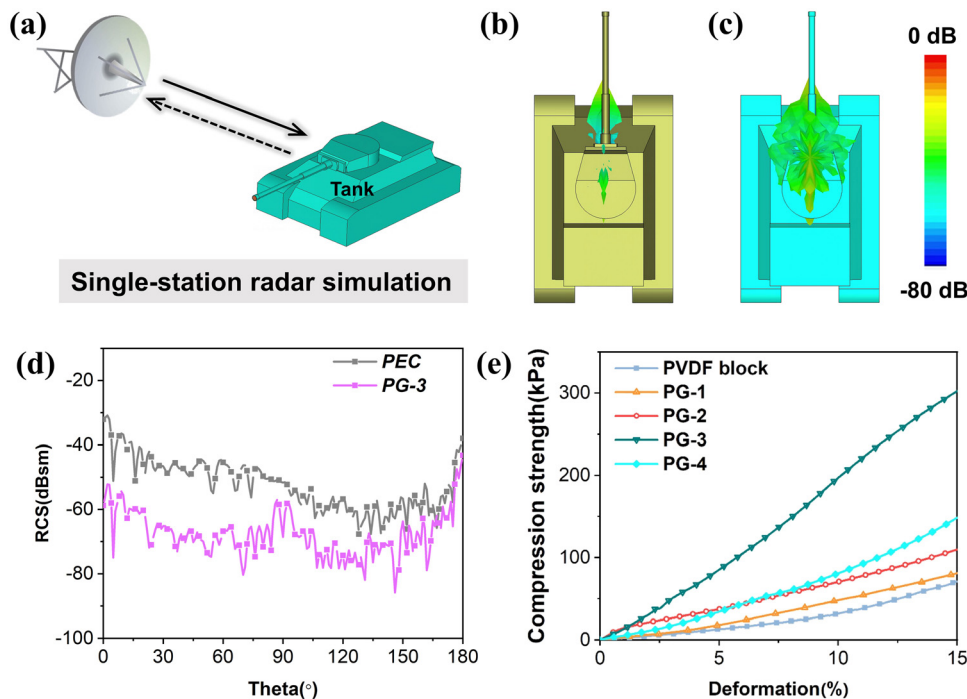 (a)
Tank
Single-station radar simulation
(b)
(c)
0 dB
-80 dB
(d)
PEC
PG-3
RCS(dBsm)
-20
-40
-60
-80
-100
0 30 60 90 120 150 180
Theta(°)
(e)
PVDF block
PG-1
PG-2
PG-3
PG-4
Compression strength(kPa)
300
200
100
0
0 5 10 15
Deformation(%)